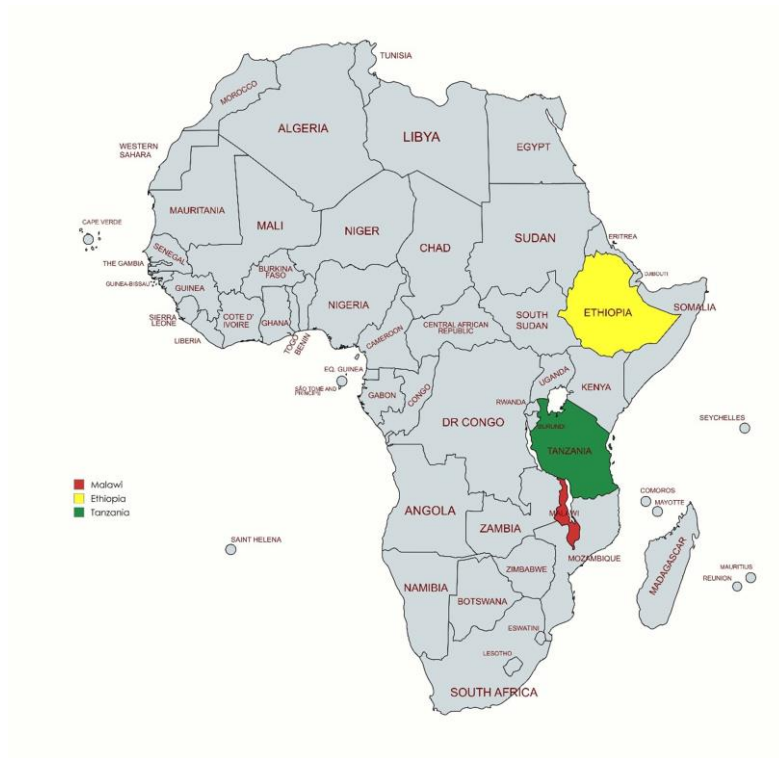 TUNISIA
MOROCCO
ALGERIA
LIBYA
EGYPT
WESTERN
SAHARA
MAURITANIA
MALI
NIGER
CHAD
SUDAN
ERITREA
CAPE VERDE
SENEGAL
THE GAMBIA
GUINEA-BISSAU
GUINEA
BURKINA
FASO
DJIBOUTI
SIERRA
LEONE
LIBERIA
COTE D'
IVOIRE
GHANA
TOGO
BENIN
NIGERIA
CAMEROON
CENTRAL AFRICAN
REPUBLIC
SOUTH
SUDAN
ETHIOPIA
SOMALIA
EQ. GUINEA
SÃO TOME AND
PRINCIPE
GABON
CONGO
DR CONGO
UGANDA
KENYA
RWANDA
BURUNDI
TANZANIA
SEYCHELLES
Malawi
Ethiopia
Tanzania
ANGOLA
ZAMBIA
MALAWI
COMOROS
MAYOTTE
SAINT HELENA
MOZAMBIQUE
ZIMBABWE
MADAGASCAR
MAURITIUS
REUNION
NAMIBIA
BOTSWANA
ESWATINI
LESOTHO
SOUTH AFRICA